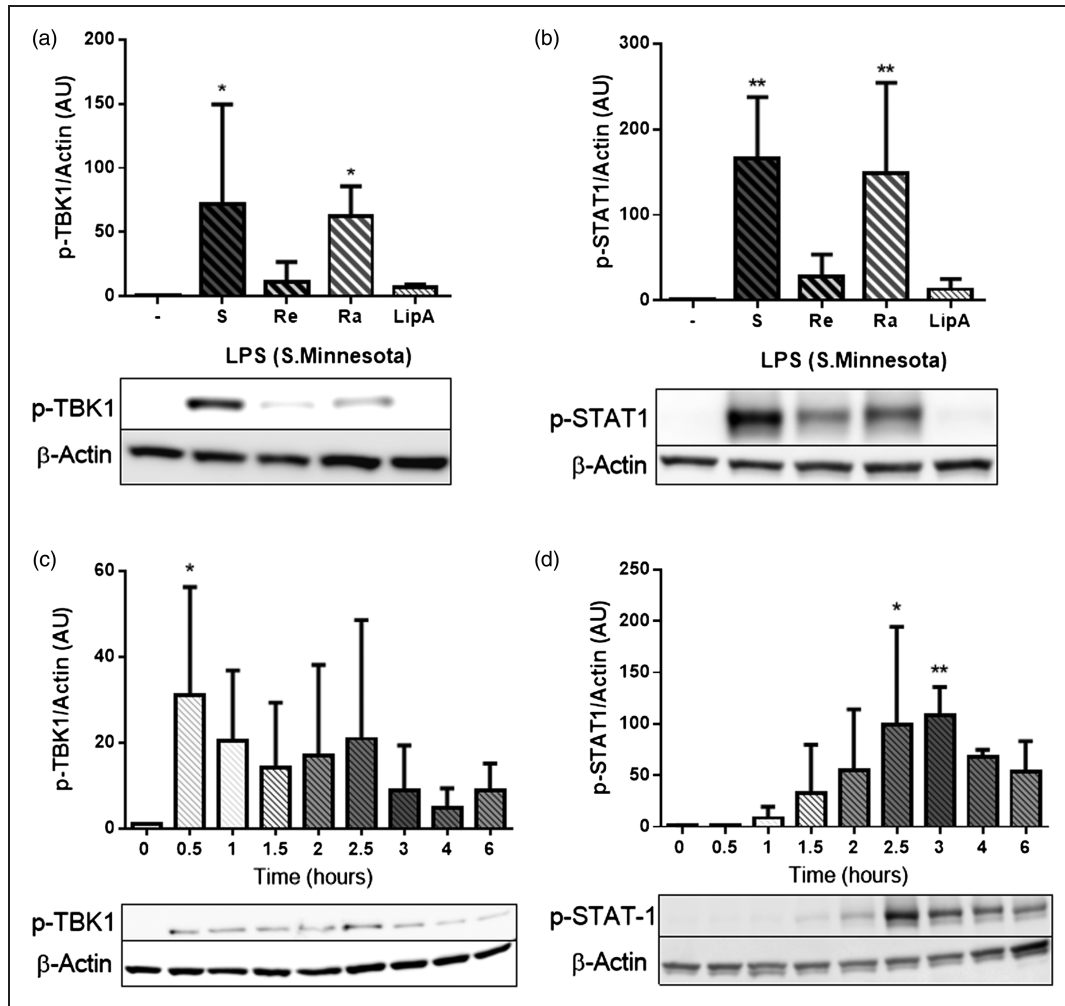 (a)
200
150
100
50
0
p-TBK1/Actin (AU)
*
*
- S Re Ra LipA
LPS (S.Minnesota)
p-TBK1
β-Actin
(b)
300
200
100
0
p-STAT1/Actin (AU)
**
**
- S Re Ra LipA
LPS (S.Minnesota)
p-STAT1
β-Actin
(c)
60
40
20
0
p-TBK1/Actin (AU)
*
0 0.5 1 1.5 2 2.5 3 4 6
Time (hours)
p-TBK1
β-Actin
(d)
250
200
150
100
50
0
p-STAT1/Actin (AU)
*
**
0 0.5 1 1.5 2 2.5 3 4 6
Time (hours)
p-STAT-1
β-Actin